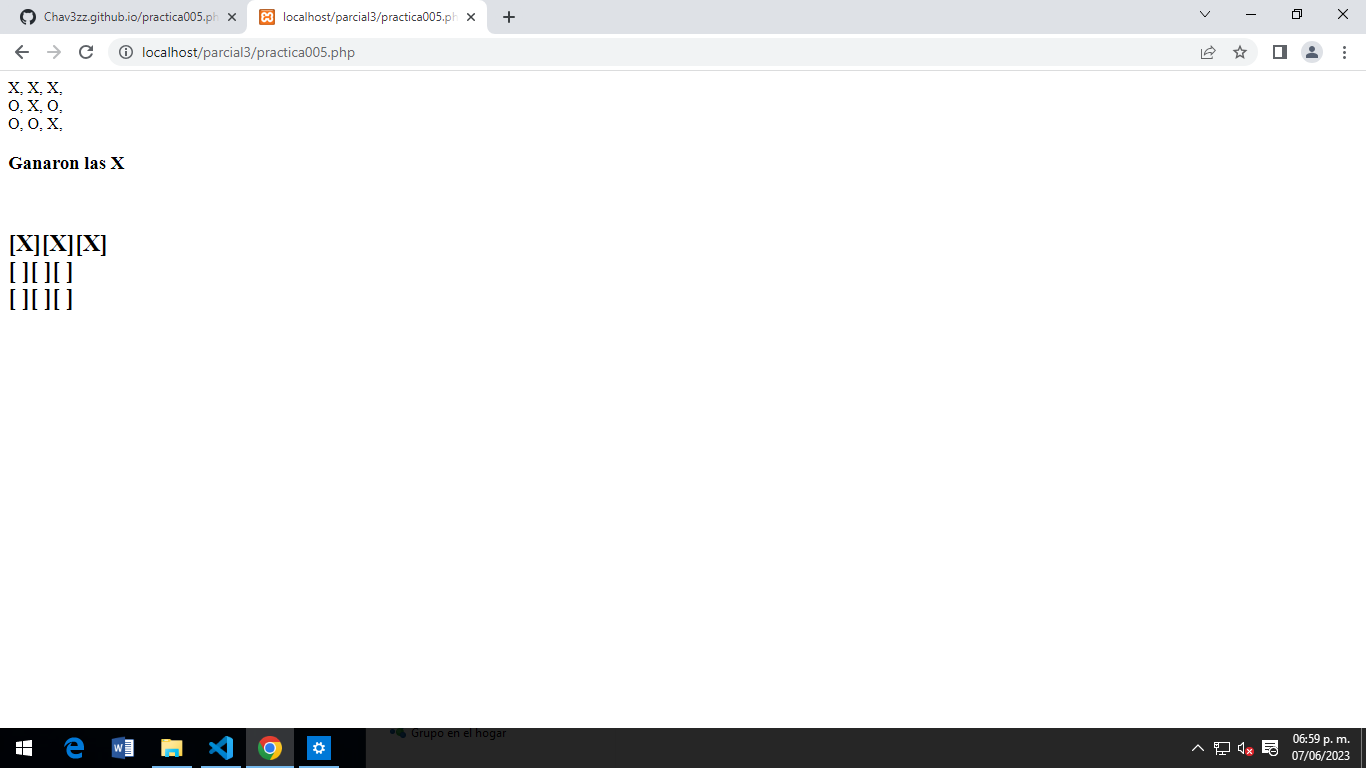 Chav3zz.github.io/practica005.ph
localhost/parcial3/practica005.ph
localhost/parcial3/practica005.php
X, X, X,
O, X, O,
O, O, X,
Ganaron las X
[X][X][X]
[ ][ ][ ]
[ ][ ][ ]
Grupo en el hogar
06:59 p. m.
07/06/2023